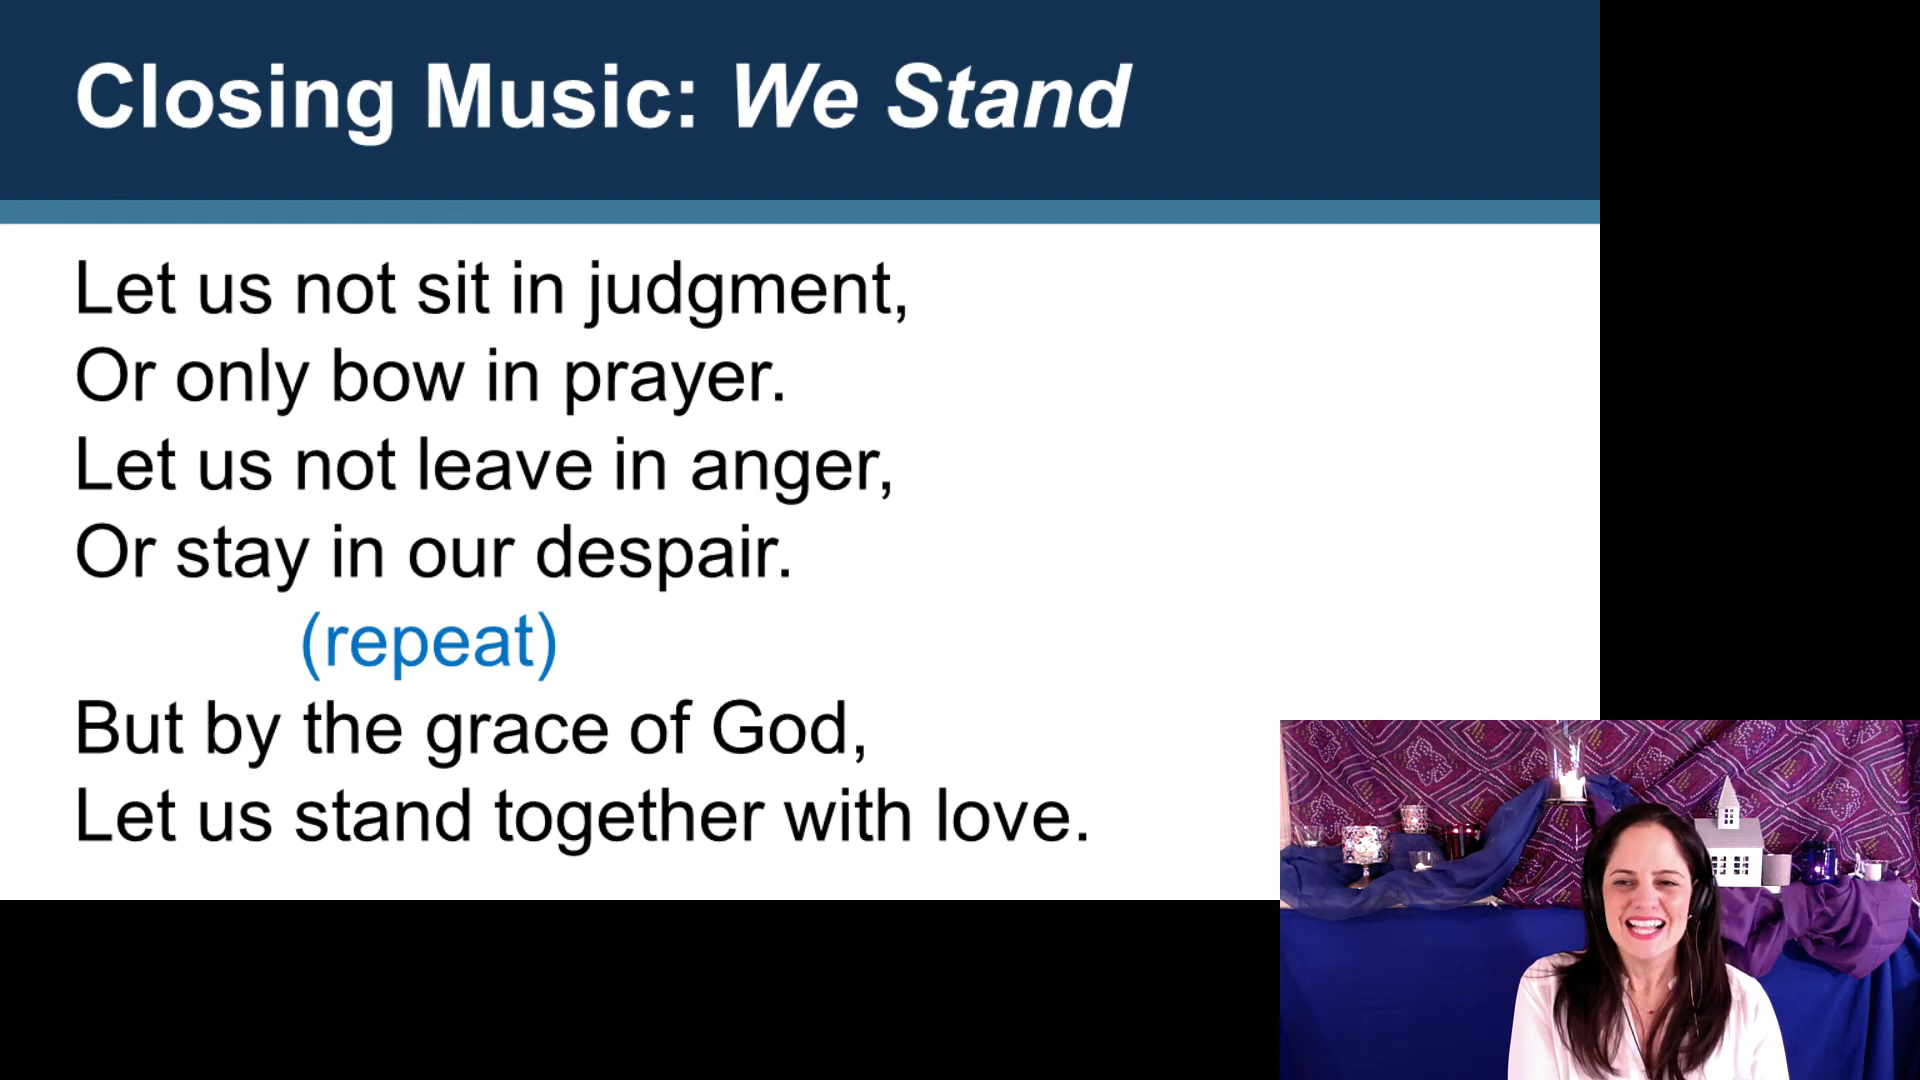 Closing Music: We Stand
Let us not sit in judgment,
Or only bow in prayer.
Let us not leave in anger,
Or stay in our despair.
(repeat)
But by the grace of God,
Let us stand together with love.